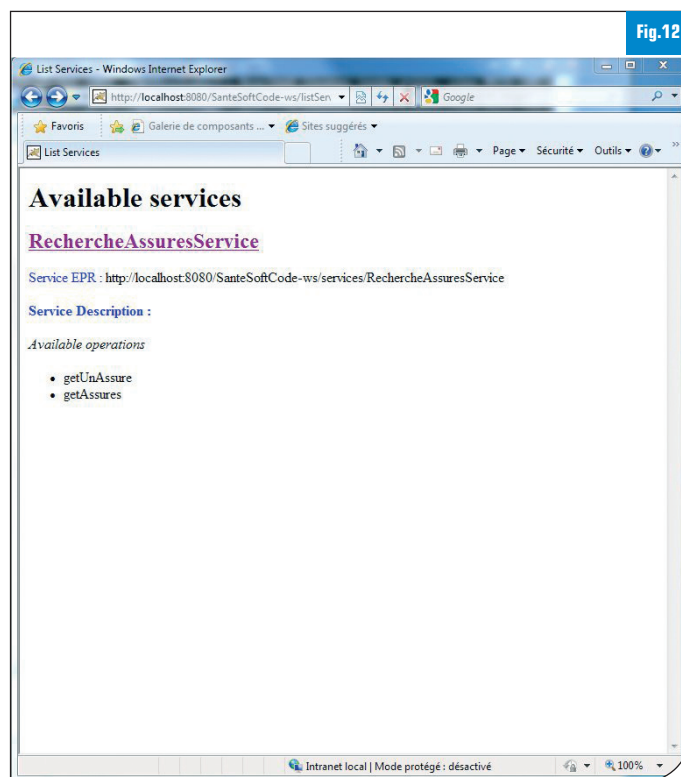 Fig.12
List Services - Windows Internet Explorer
http://localhost:8080/SanteSoftCode-ws/listSen
Google
Favoris Galerie de composants ... Sites suggérés
List Services
Page Sécurité Outils
Available services
RechercheAssuresService
Service EPR : http://localhost:8080/SanteSoftCode-ws/services/RechercheAssuresService
Service Description :
Available operations
getUnAssure
getAssures
Intranet local | Mode protégé : désactivé 100%